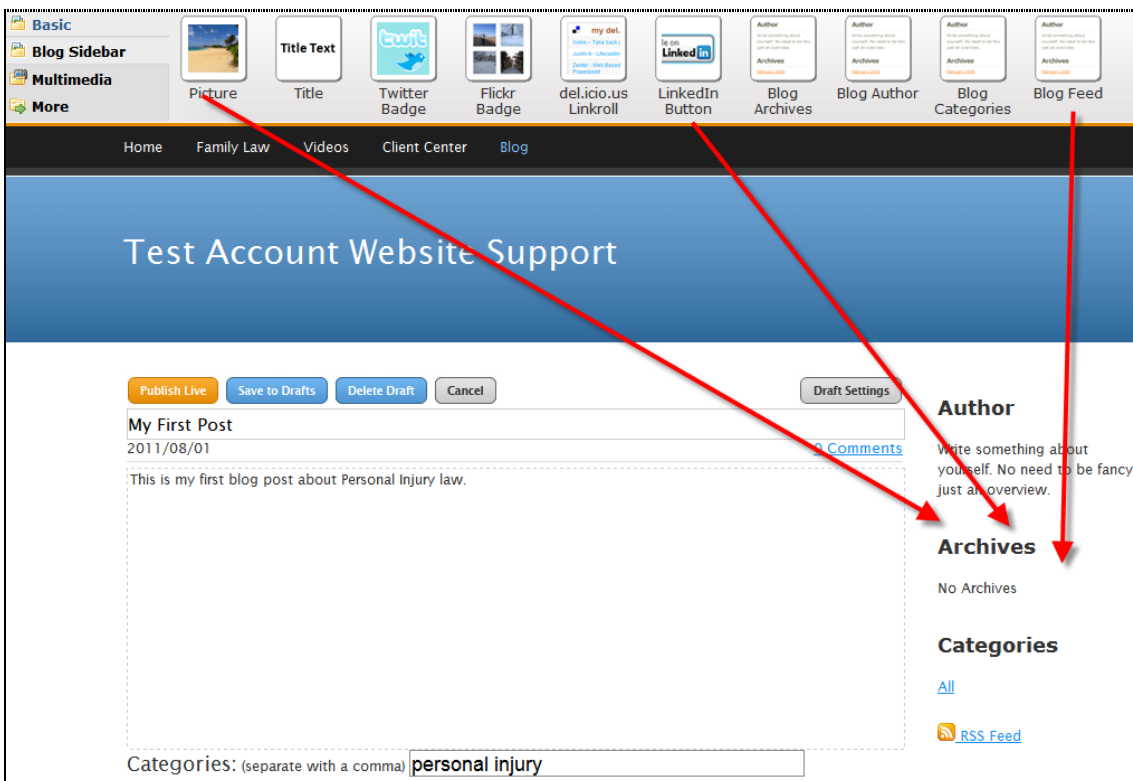 Basic
Blog Sidebar
Multimedia
More
Title Text
twit
my del.
le on
Linked in
Author
Archives
Author
Archives
Author
Archives
Author
Archives
Picture
Title
Twitter
Badge
Flickr
Badge
del.icio.us
Linkroll
LinkedIn
Button
Blog
Archives
Blog Author
Blog
Categories
Blog Feed
Home Family Law Videos Client Center Blog
Test Account Website Support
Publish Live Save to Drafts Delete Draft Cancel Draft Settings
My First Post
2011/08/01 0 Comments
This is my first blog post about Personal Injury law.
Categories: (separate with a comma) personal injury
Author
Write something about
yourself. No need to be fancy
just an overview.
Archives
No Archives
Categories
All
RSS Feed